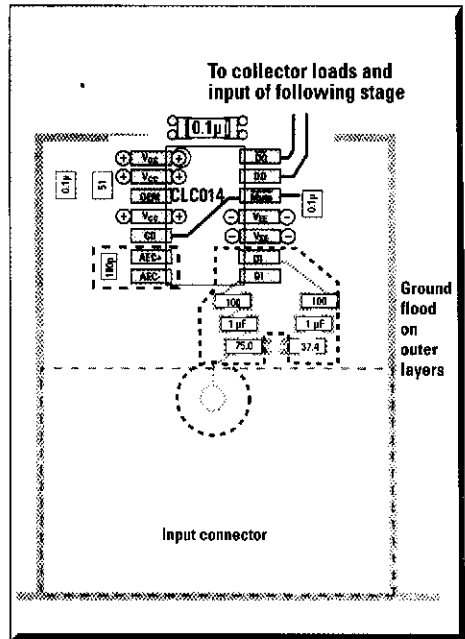 To collector loads and
input of following stage
0.1µ
VCC
VCC
OEM
VCC
CD
AEC+
AEC-
CLC014
DO
DO
Mute
VEE
VEE
DI
DI
0.1µ
51
0.1µ
100p
100
100
1 µF
1 µF
75.0
37.4
Ground
flood
on
outer
layers
Input connector